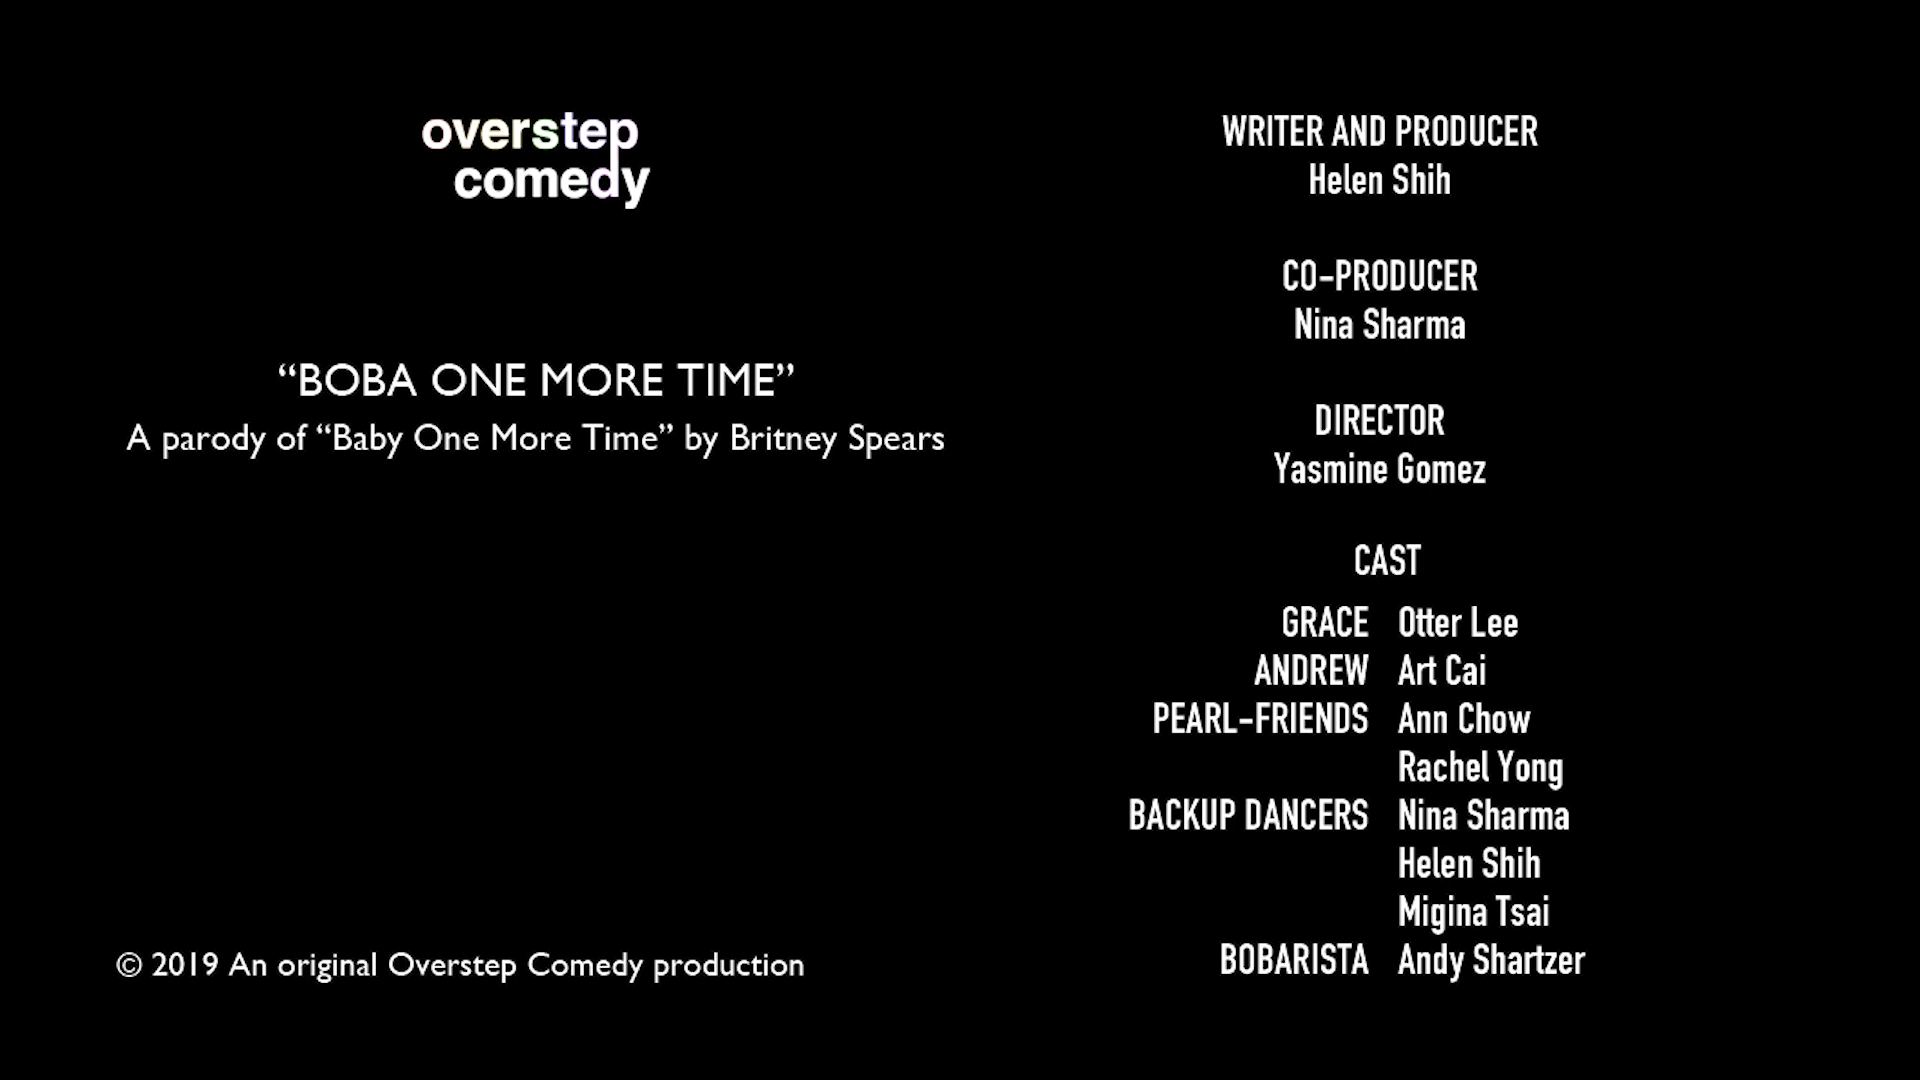 overstep
comedy
“BOBA ONE MORE TIME”
A parody of “Baby One More Time” by Britney Spears
© 2019 An original Overstep Comedy production
WRITER AND PRODUCER
Helen Shih
CO-PRODUCER
Nina Sharma
DIRECTOR
Yasmine Gomez
CAST
GRACE Otter Lee
ANDREW Art Cai
PEARL-FRIENDS Ann Chow
Rachel Yong
BACKUP DANCERS Nina Sharma
Helen Shih
Migina Tsai
BOBARISTA Andy Shartzer